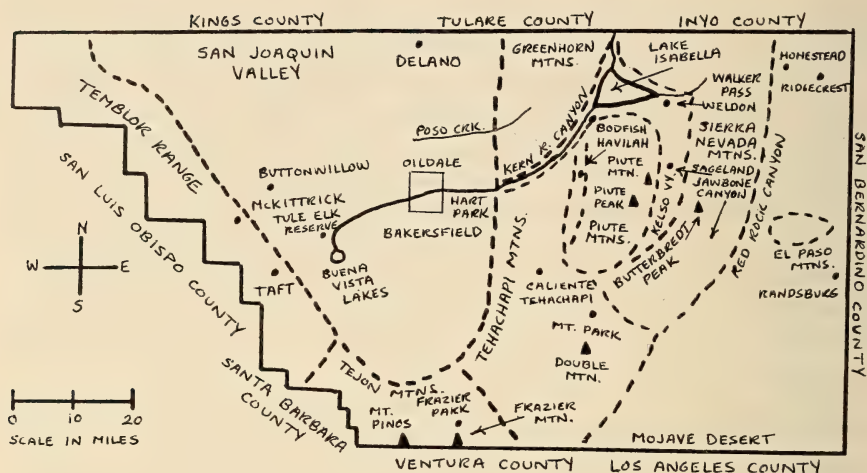 KINGS COUNTY
TULARE COUNTY
INYO COUNTY
SAN JOAQUIN
VALLEY
DELANO
GREENHORN
MTNS.
LAKE
ISABELLA
HOMESTEAD
RIDGECREST
WALKER
PASS
WELDON
TEMBLOR RANGE
POSO CRK.
KERN R. CANYON
BODFISH
HAVILAH
PIUTE
MTN.
PIUTE
PEAK
PIUTE
MTNS.
SIERRA
NEVADA
MTNS.
SAGELAND
JAWBONE
CANYON
KELSO VY.
BUTTERBREDT
PEAK
RED ROCK CANYON
SAN BERNARDINO COUNTY
EL PASO
MTNS.
RANDSBURG
BUTTONWILLOW
MCKITTRICK
TULE ELK
RESERVE
OILDALE
HART
PARK
BAKERSFIELD
SAN LUIS OBISPO COUNTY
N
W
E
S
BUENA
VISTA
LAKES
TAFT
TEHACHAPI MTNS.
CALIENTE
TEHACHAPI
MT. PARK
DOUBLE
MTN.
SANTA BARBARA
COUNTY
TEJON MTNS.
FRAZIER
PARK
MT.
PINOS
FRAZIER
MTN.
0 10 20
SCALE IN MILES
MOJAVE DESERT
VENTURA COUNTY
LOS ANGELES COUNTY